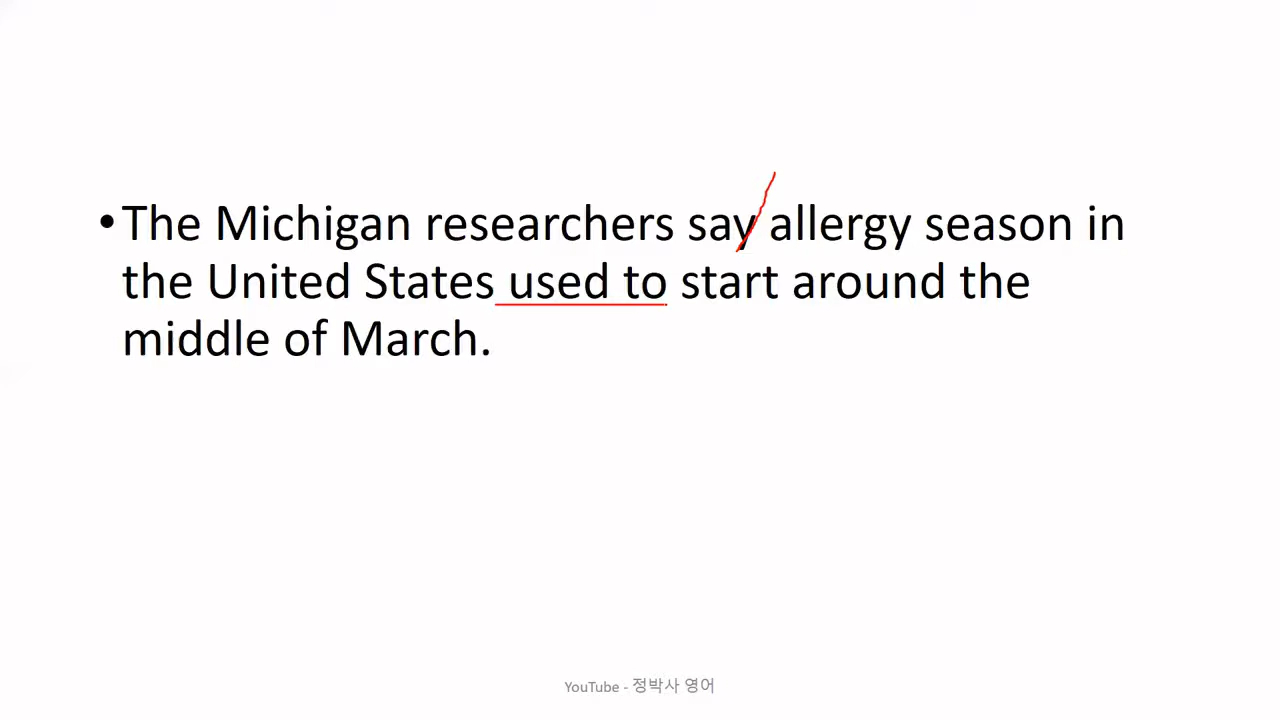 •The Michigan researchers say allergy season in
the United States used to start around the
middle of March.
YouTube - 정박사 영어